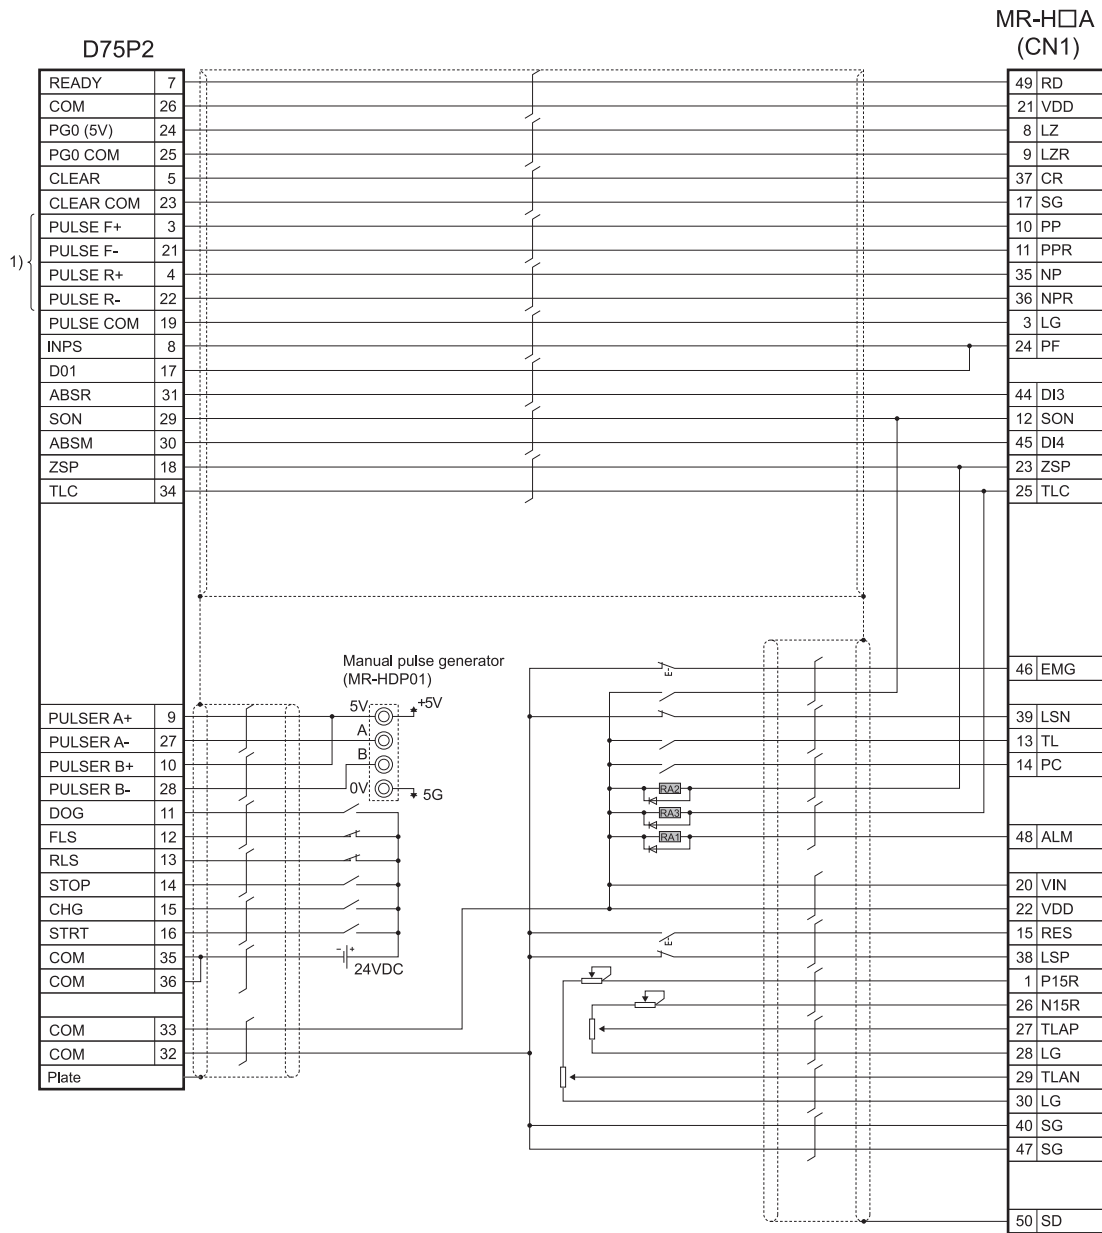 MR-H□A
(CN1)
D75P2
READY 7
COM 26
PG0 (5V) 24
PG0 COM 25
CLEAR 5
CLEAR COM 23
PULSE F+ 3
PULSE F- 21
1)
PULSE R+ 4
PULSE R- 22
PULSE COM 19
INPS 8
D01 17
ABSR 31
SON 29
ABSM 30
ZSP 18
TLC 34
49 RD
21 VDD
8 LZ
9 LZR
37 CR
17 SG
10 PP
11 PPR
35 NP
36 NPR
3 LG
24 PF
44 DI3
12 SON
45 DI4
23 ZSP
25 TLC
Manual pulse generator
(MR-HDP01)
5V
+5V
A
B
0V
5G
PULSER A+ 9
PULSER A- 27
PULSER B+ 10
PULSER B- 28
DOG 11
FLS 12
RLS 13
STOP 14
CHG 15
STRT 16
COM 35
COM 36
COM 33
COM 32
Plate
- +
24VDC
E
RA2
RA3
RA1
E
46 EMG
39 LSN
13 TL
14 PC
48 ALM
20 VIN
22 VDD
15 RES
38 LSP
1 P15R
26 N15R
27 TLAP
28 LG
29 TLAN
30 LG
40 SG
47 SG
50 SD